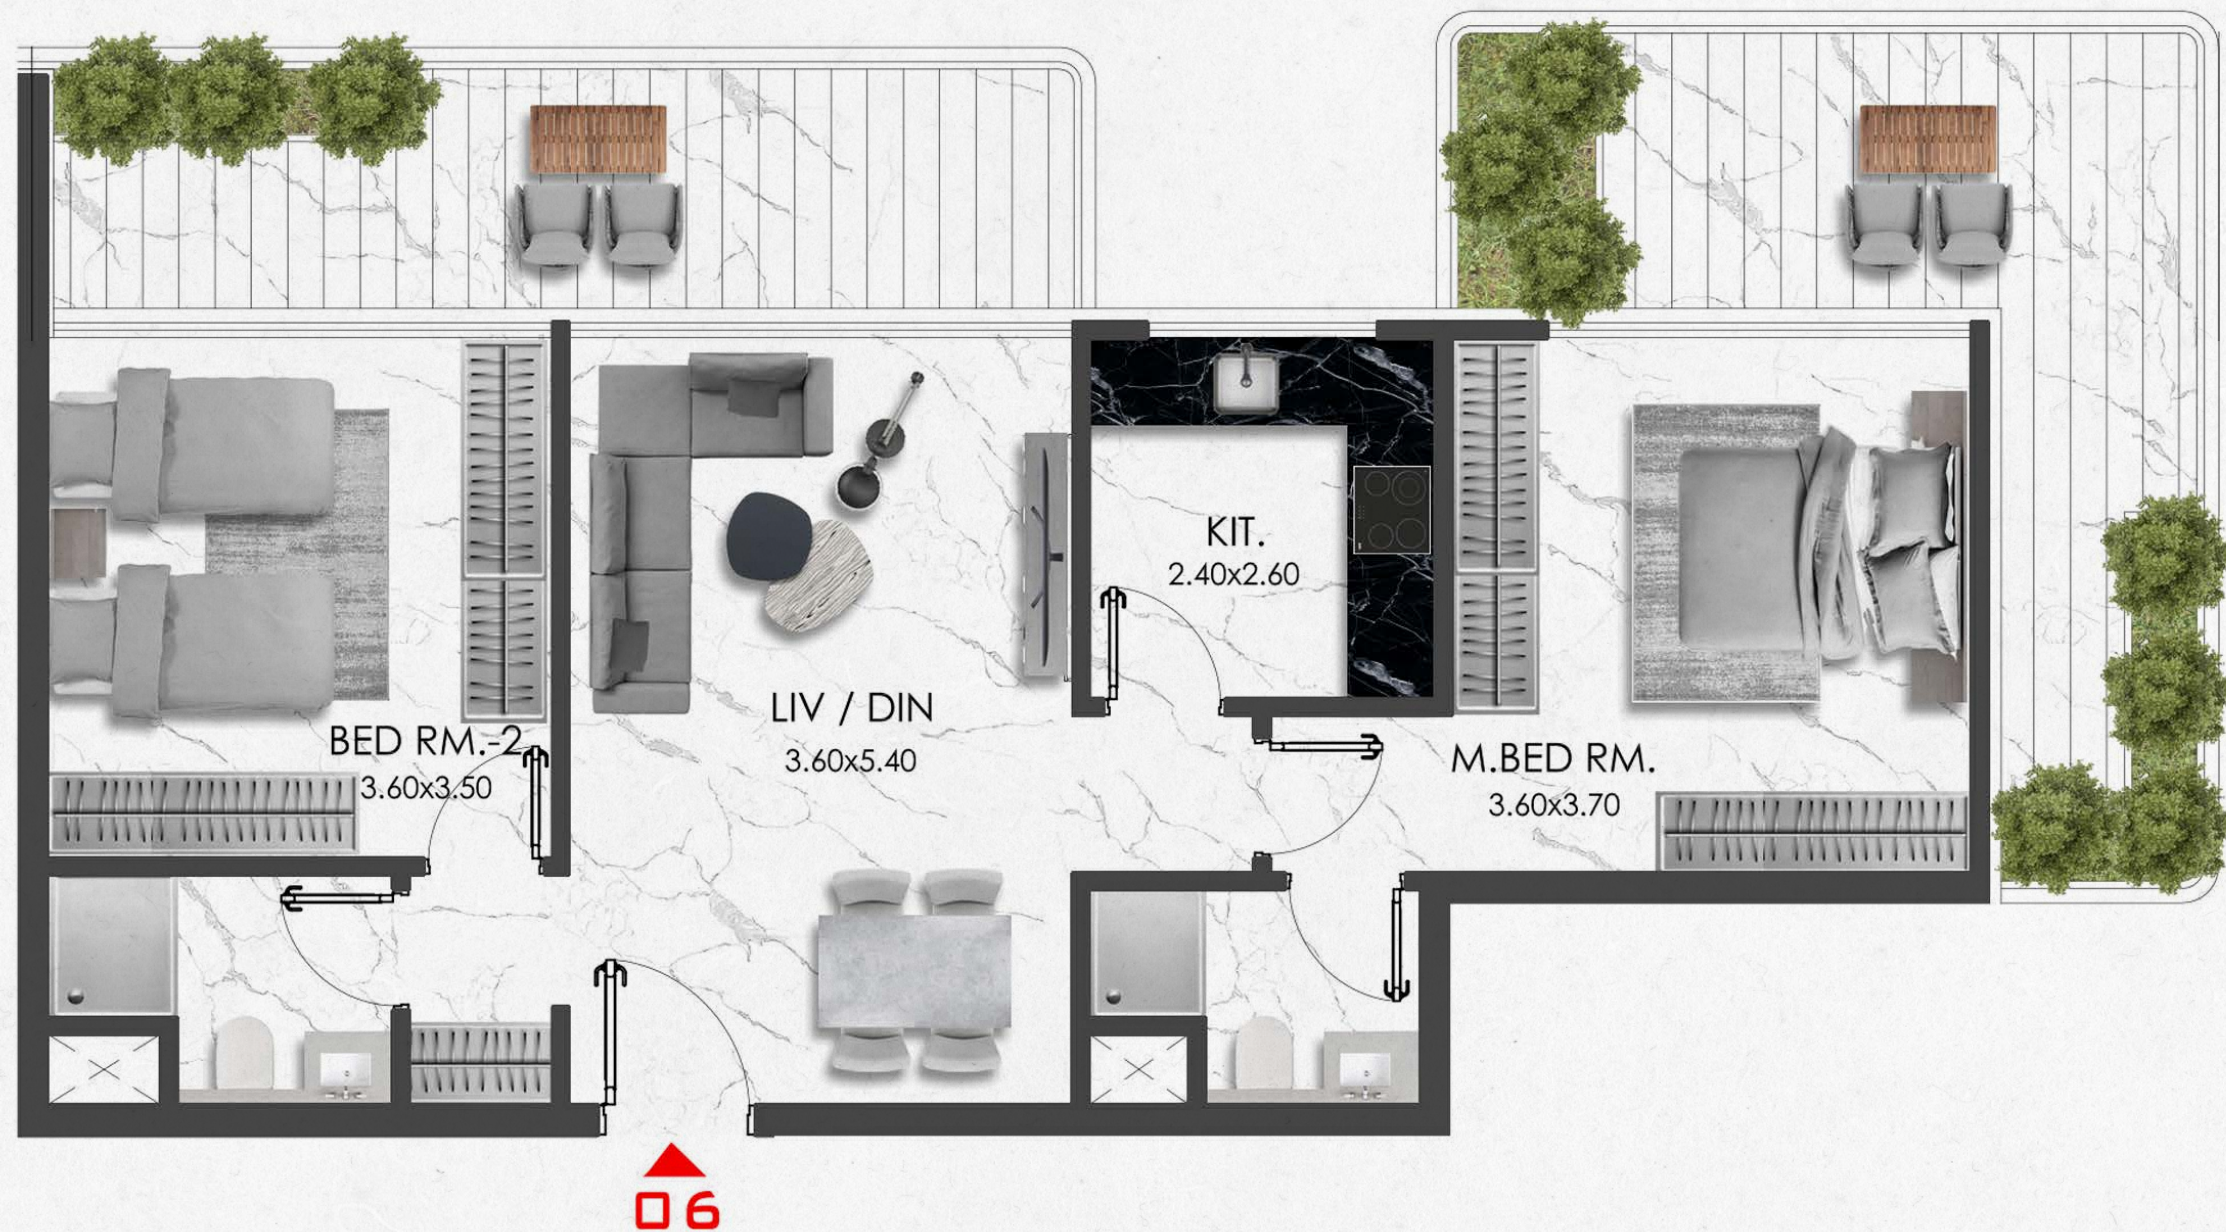 KIT.
2.40x2.60
LIV / DIN
3.60x5.40
BED RM.-2
3.60x3.50
M.BED RM.
3.60x3.70
06